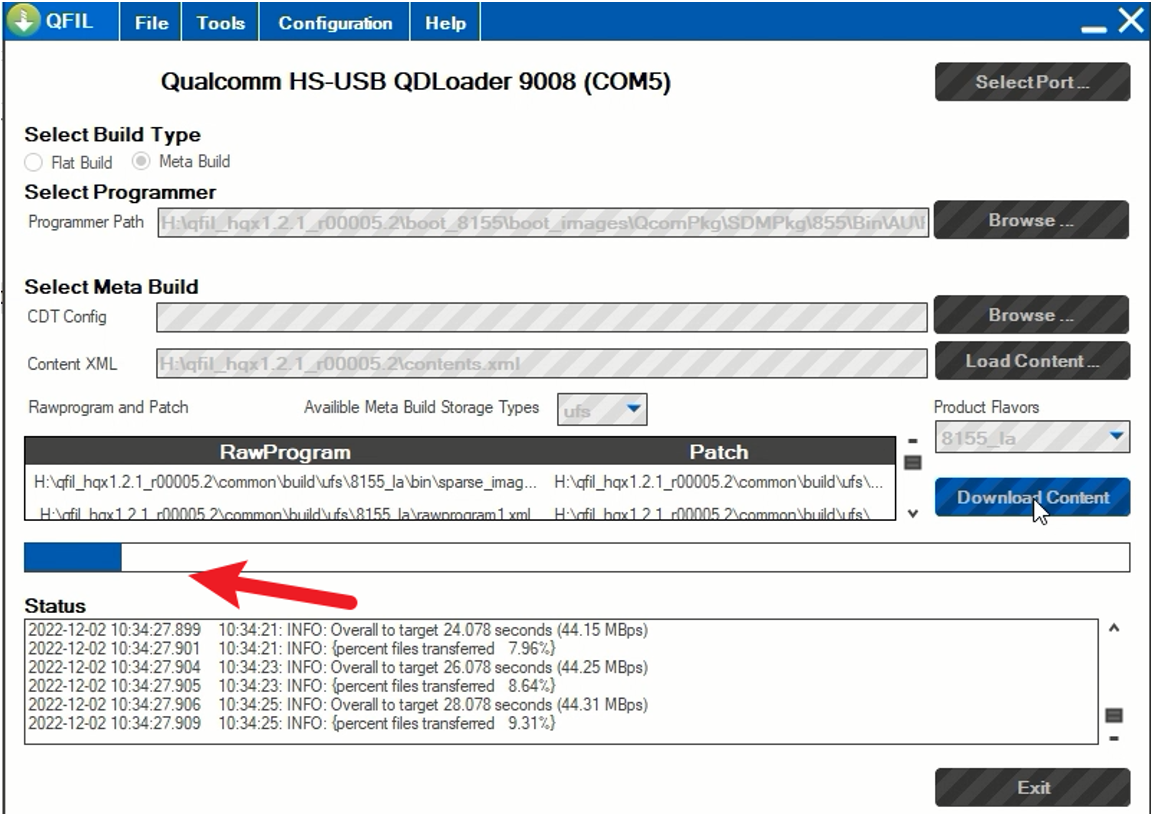 QFIL File Tools Configuration Help
Qualcomm HS-USB QDLoader 9008 (COM5)
Select Port ...
Select Build Type
Flat Build Meta Build
Select Programmer
Programmer Path H:\qfil_hqx1.2.1_r00005.2\boot_8155\boot_images\QcomPkg\SDMPkg\855\Bin\AU\ Browse ...
Select Meta Build
CDT Config Browse ...
Content XML H:\qfil_hqx1.2.1_r00005.2\contents.xml Load Content ...
Rawprogram and Patch Availible Meta Build Storage Types ufs Product Flavors
8155_la
RawProgram Patch
H:\qfil_hqx1.2.1_r00005.2\common\build\ufs\8155_la\bin\sparse_imag... H:\qfil_hqx1.2.1_r00005.2\common\build\ufs\...
Download Content
H:\qfil_hqx1.2.1_r00005.2\common\build\ufs\8155_la\rawprogram1.xml H:\qfil_hqx1.2.1_r00005.2\common\build\ufs\
Status
2022-12-02 10:34:27.899 10:34:21: INFO: Overall to target 24.078 seconds (44.15 MBps)
2022-12-02 10:34:27.901 10:34:21: INFO: {percent files transferred 7.96%}
2022-12-02 10:34:27.904 10:34:23: INFO: Overall to target 26.078 seconds (44.25 MBps)
2022-12-02 10:34:27.905 10:34:23: INFO: {percent files transferred 8.64%}
2022-12-02 10:34:27.906 10:34:25: INFO: Overall to target 28.078 seconds (44.31 MBps)
2022-12-02 10:34:27.909 10:34:25: INFO: {percent files transferred 9.31%}
Exit